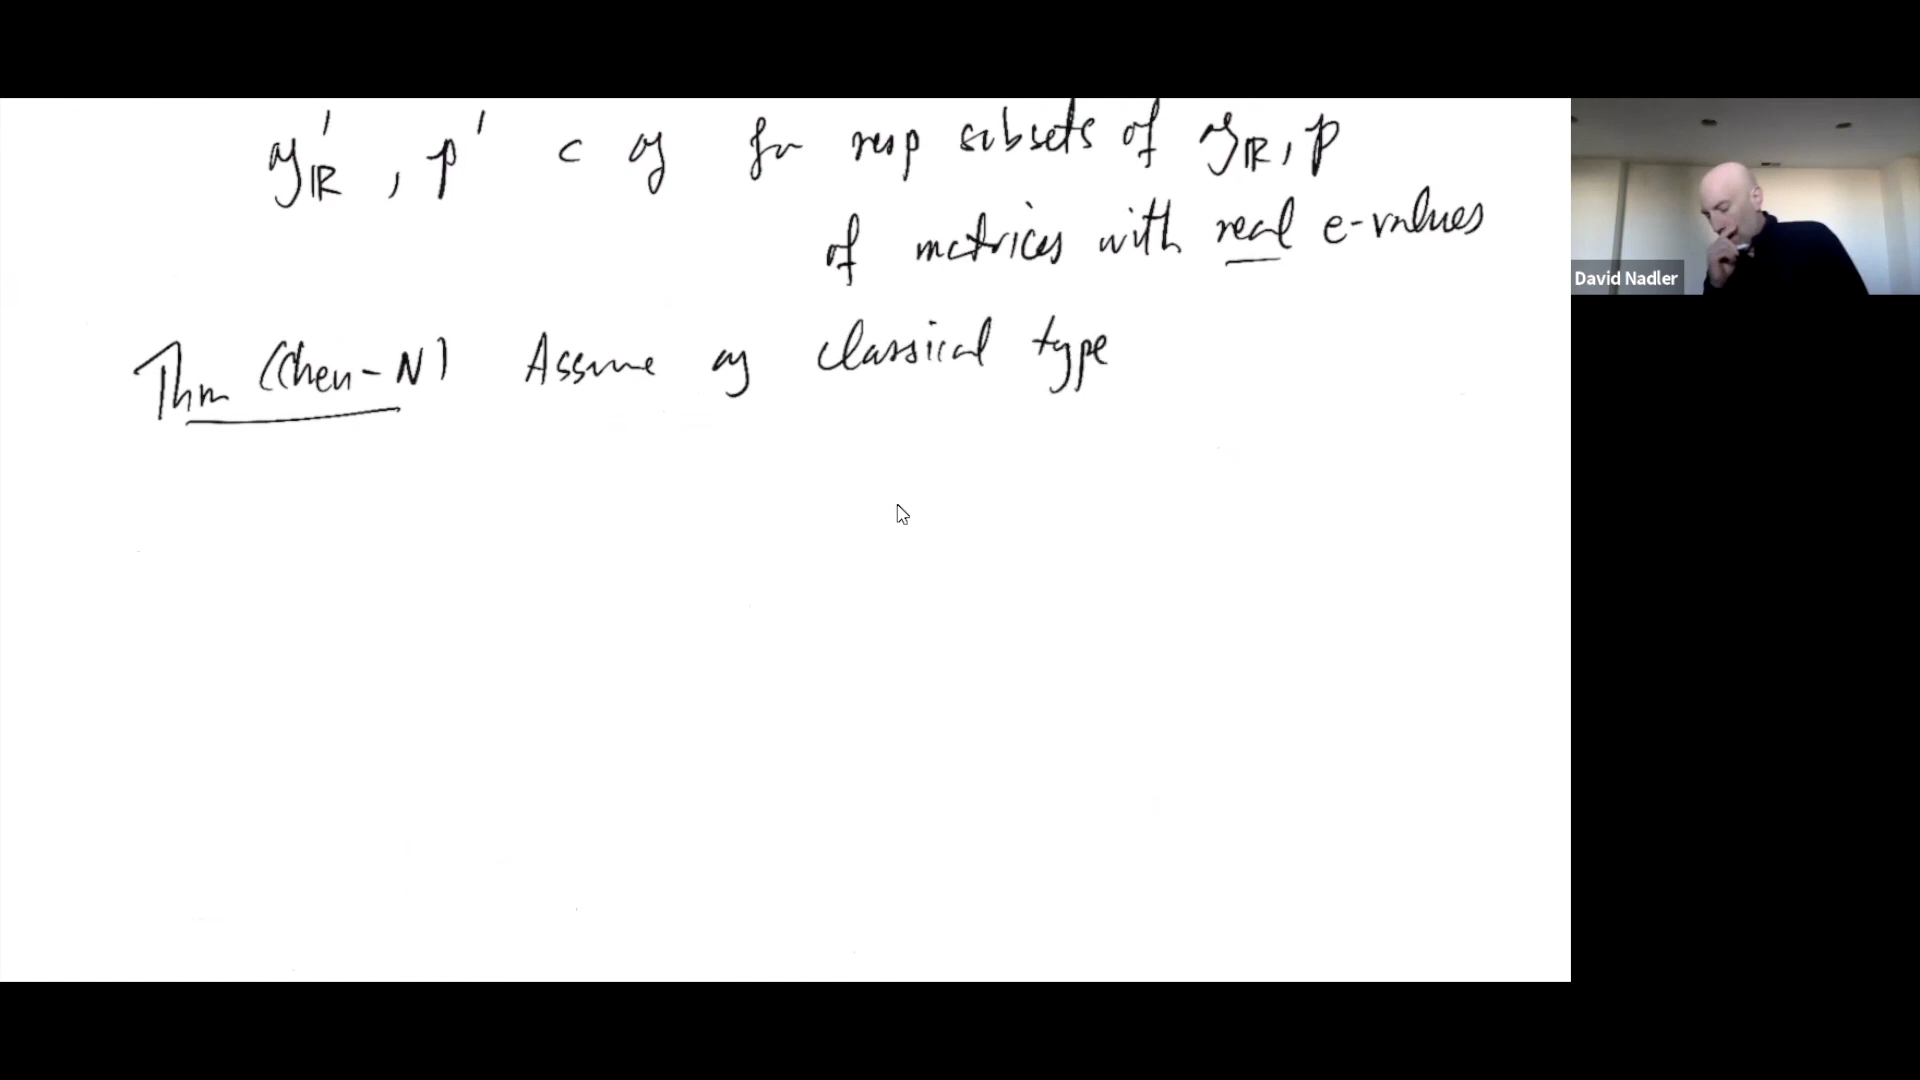 𝔤'_ℝ , 𝔭' ⊂ 𝔤 for resp subsets of 𝔤_ℝ, 𝔭
of matrices with real e-values
Thm (Chen-N) Assume 𝔤 classical type
David Nadler